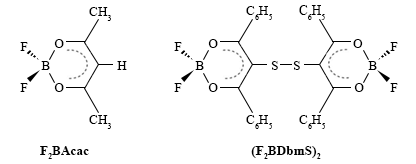 CH₃ C₆H₅ C₆H₅
F O O O F
B H B S S B
F O O O F
CH₃ C₆H₅ C₆H₅
F₂BAcac (F₂BDbmS)₂